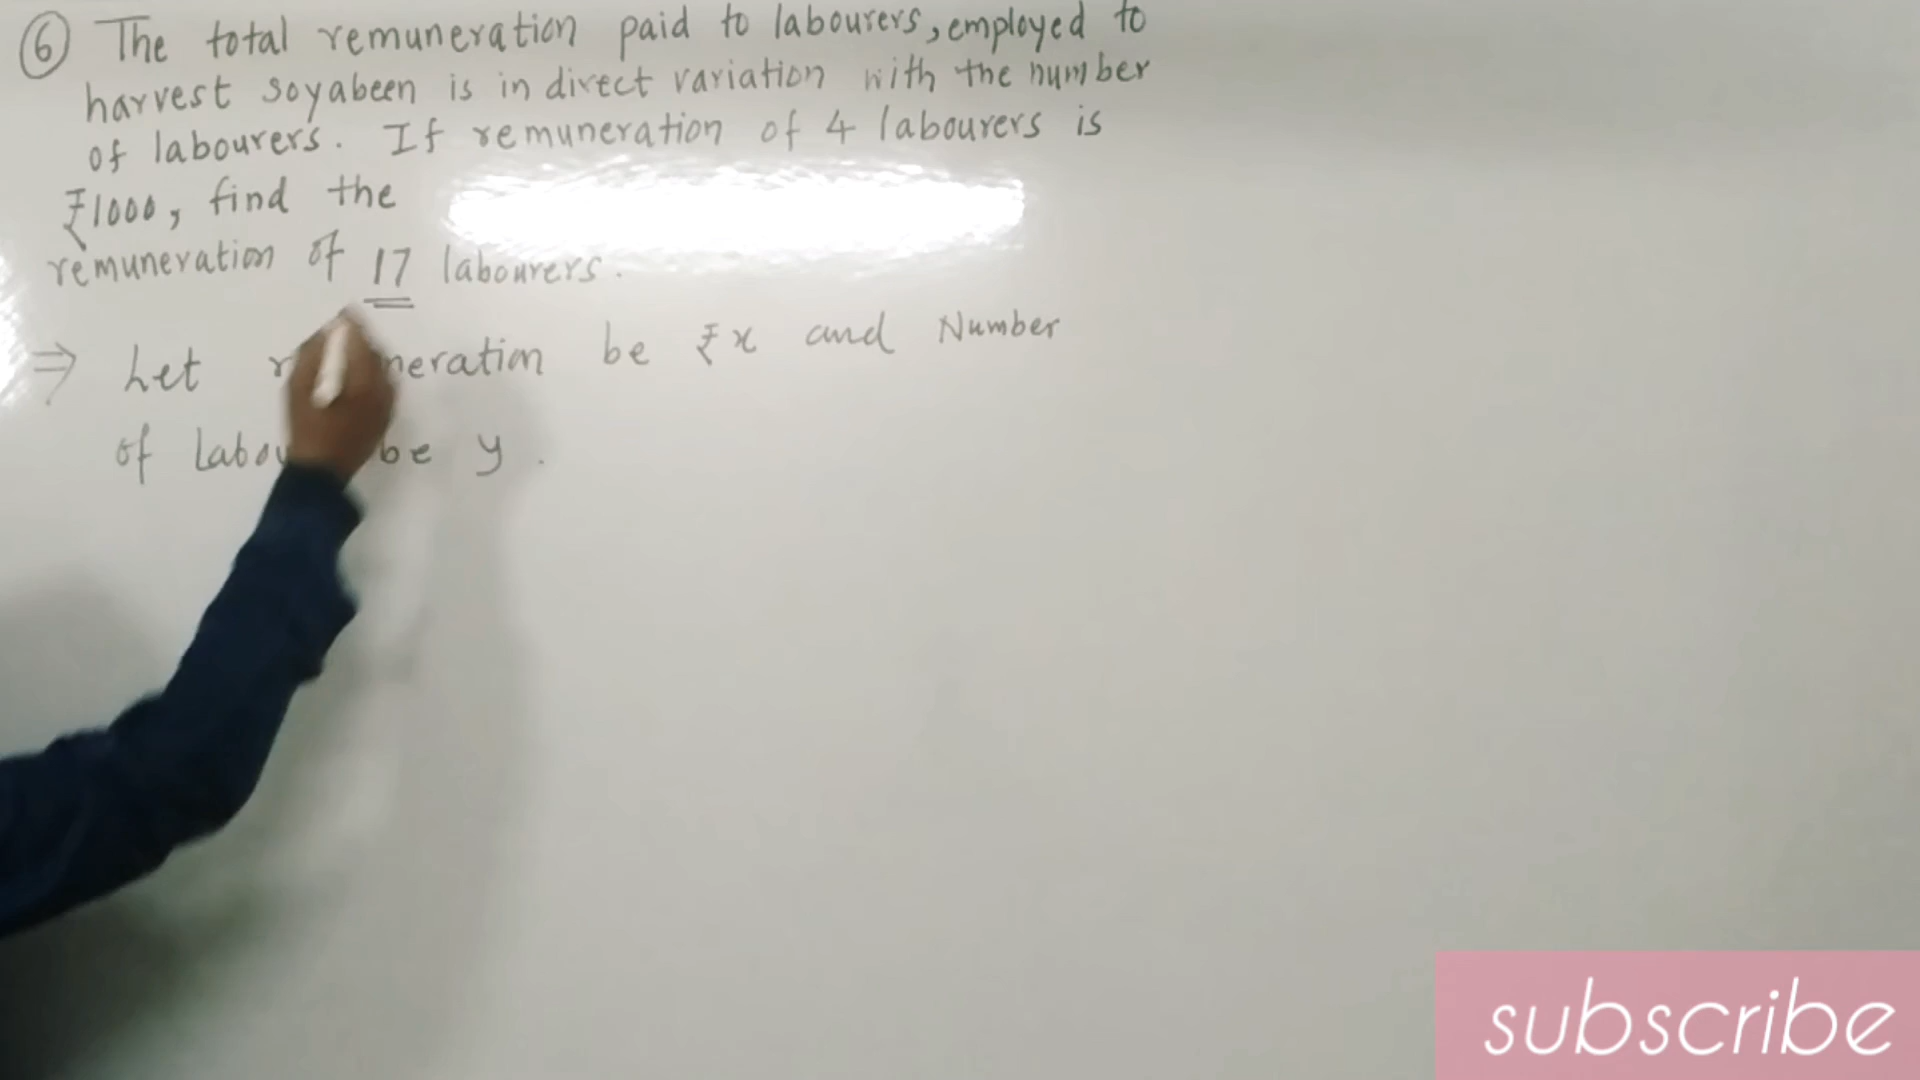 6 The total remuneration paid to labourers, employed to
harvest soyabeen is in direct variation with the number
of labourers. If remuneration of 4 labourers is
₹1000, find the
remuneration of 17 labourers.
⇒ Let be ₹x and Number
of be y.
subscribe